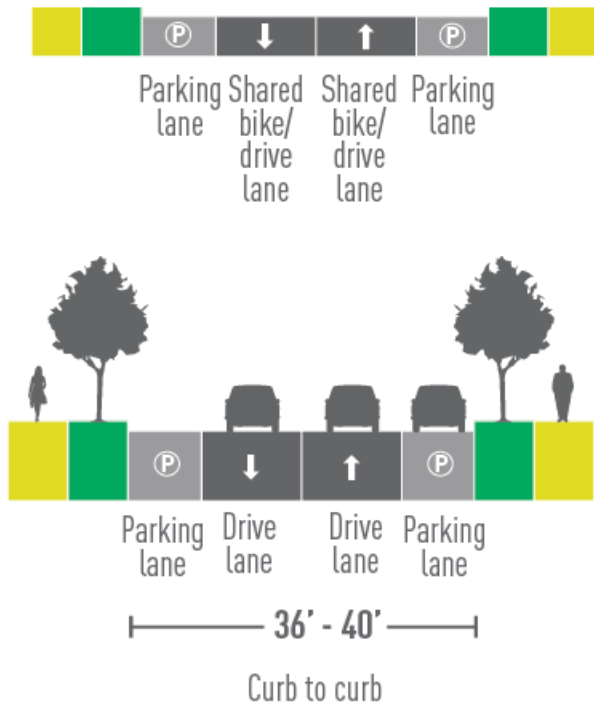 P P
Parking Shared Shared Parking
lane bike/ bike/ lane
drive drive
lane lane
P P
Parking Drive Drive Parking
lane lane lane lane
36' - 40'
Curb to curb